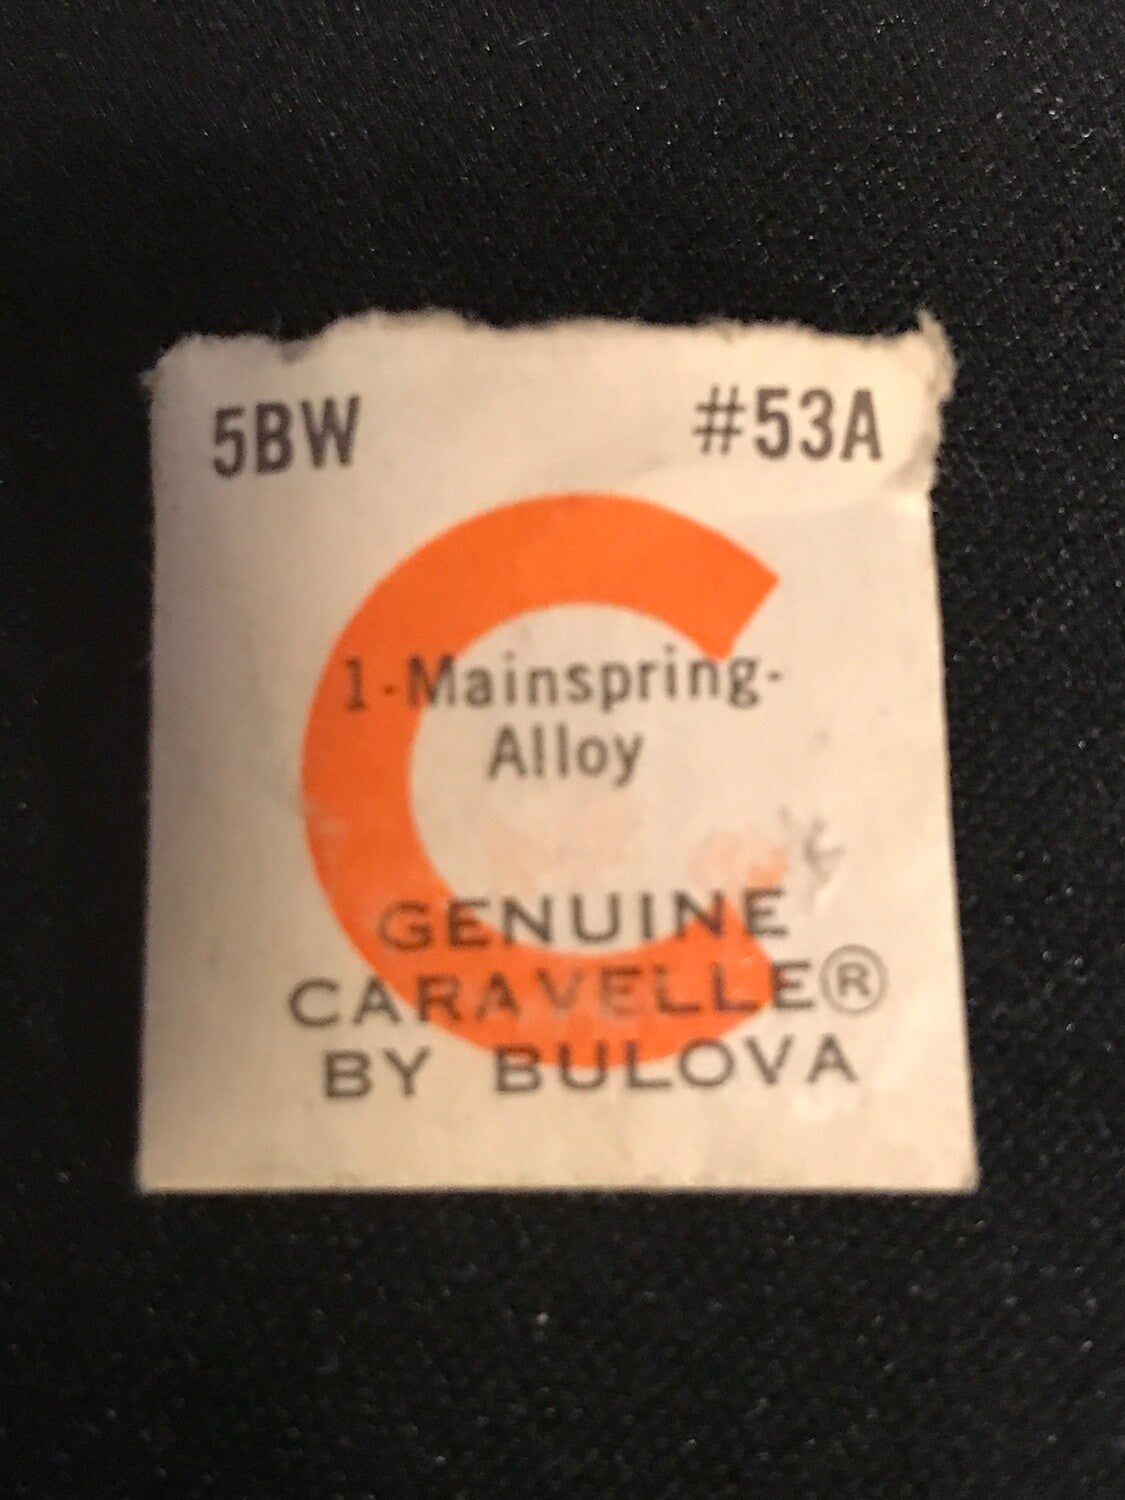 5BW #53A
1-Mainspring-
Alloy
GENUINE
CARAVELLE®
BY BULOVA